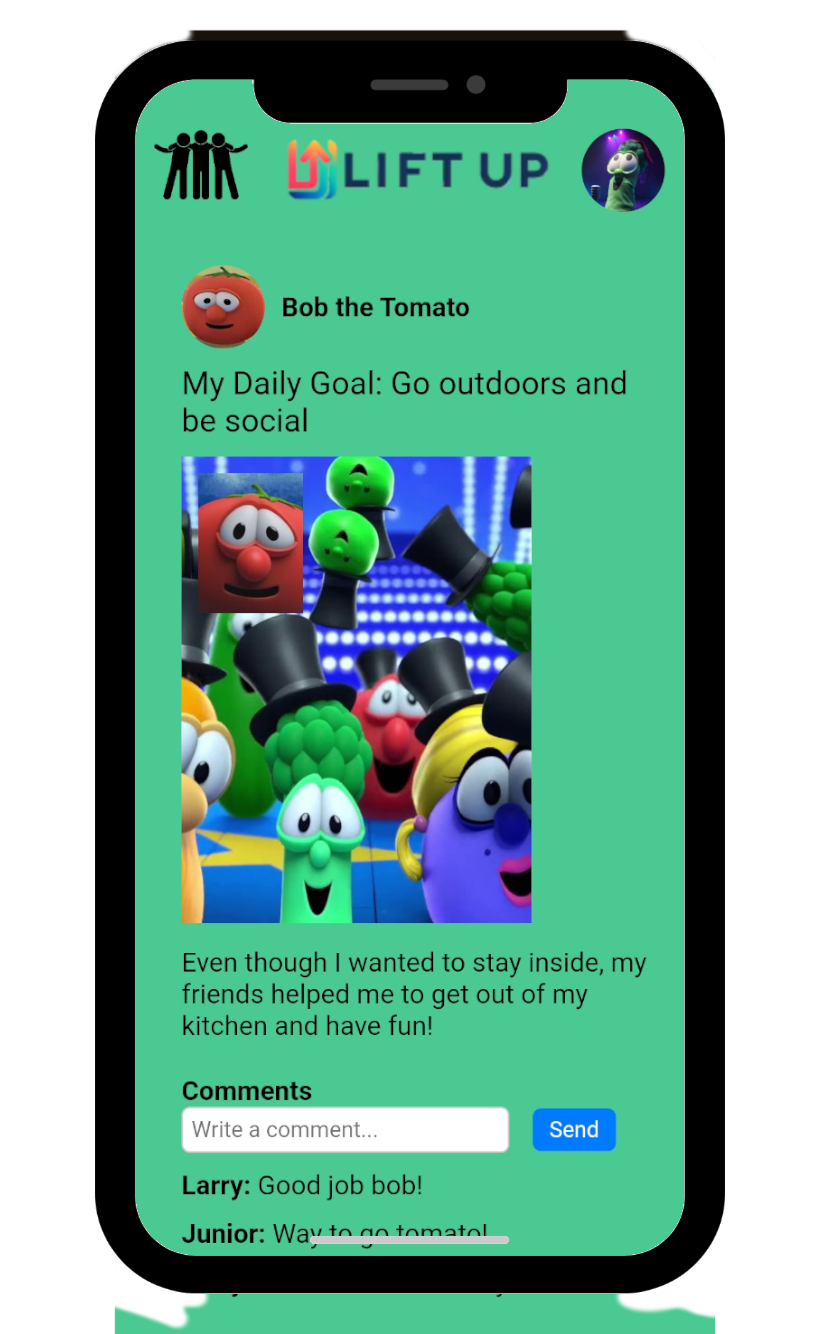 LIFT UP
Bob the Tomato
My Daily Goal: Go outdoors and
be social
Even though I wanted to stay inside, my
friends helped me to get out of my
kitchen and have fun!
Comments
Write a comment...
Send
Larry: Good job bob!
Junior: Way to go tomato!